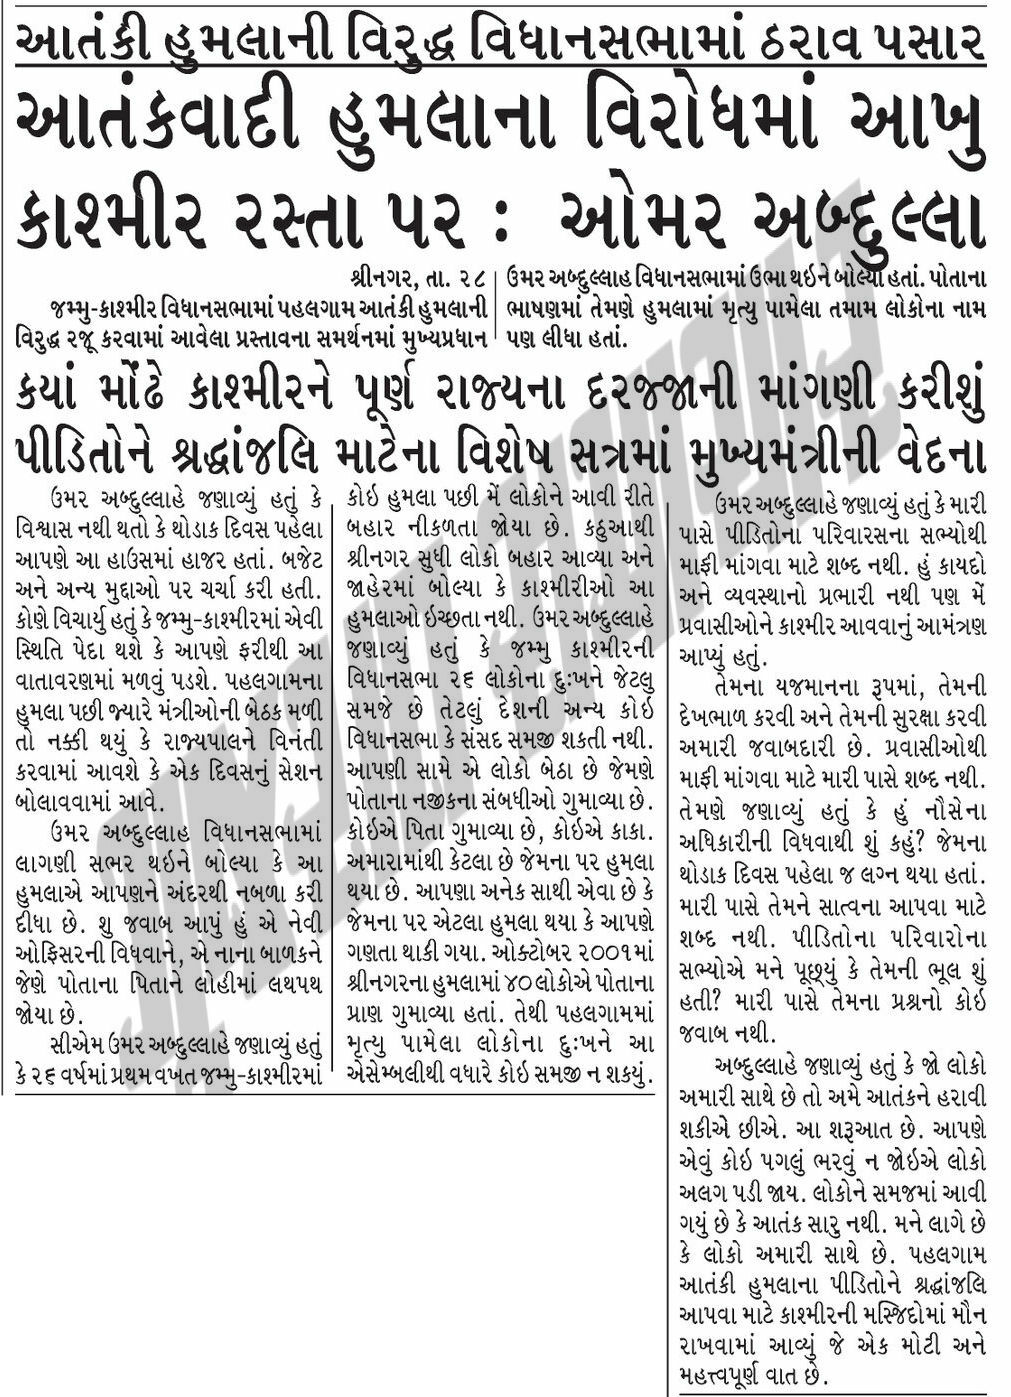 આતંકી હુમલાની વિરુદ્ધ વિધાનસભામાં ઠરાવ પસાર
આતંકવાદી હુમલાના વિરોધમાં આખુ
કાશ્મીર રસ્તા પર : ઓમર અબ્દુલ્લા
શ્રીનગર, તા. ૨૮
જમ્મુ-કાશ્મીર વિધાનસભામાં પહલગામ આતંકી હુમલાની
વિરુદ્ધ રજૂ કરવામાં આવેલા પ્રસ્તાવના સમર્થનમાં મુખ્યપ્રધાન
ઉમર અબ્દુલ્લાહ વિધાનસભામાં ઉભા થઇને બોલ્યા હતાં. પોતાના
ભાષણમાં તેમણે હુમલામાં મૃત્યુ પામેલા તમામ લોકોના નામ
પણ લીધા હતાં.
કયાં મોંઢે કાશ્મીરને પૂર્ણ રાજ્યના દરજ્જાની માંગણી કરીશું
પીડિતોને શ્રદ્ધાંજલિ માટેના વિશેષ સત્રમાં મુખ્યમંત્રીની વેદના
ઉમર અબ્દુલ્લાહે જણાવ્યું હતું કે
વિશ્વાસ નથી થતો કે થોડાક દિવસ પહેલા
આપણે આ હાઉસમાં હાજર હતાં. બજેટ
અને અન્ય મુદ્દાઓ પર ચર્ચા કરી હતી.
કોણે વિચાર્યુ હતું કે જમ્મુ-કાશ્મીરમાં એવી
સ્થિતિ પેદા થશે કે આપણે ફરીથી આ
વાતાવરણમાં મળવું પડશે. પહલગામના
હુમલા પછી જ્યારે મંત્રીઓની બેઠક મળી
તો નક્કી થયું કે રાજ્યપાલને વિનંતી
કરવામાં આવશે કે એક દિવસનું સેશન
બોલાવવામાં આવે.
ઉમર અબ્દુલ્લાહ વિધાનસભામાં
લાગણી સભર થઇને બોલ્યા કે આ
હુમલાએ આપણને અંદરથી નબળા કરી
દીધા છે. શુ જવાબ આપું હું એ નેવી
ઓફિસરની વિધવાને, એ નાના બાળકને
જેણે પોતાના પિતાને લોહીમાં લથપથ
જોયા છે.
સીએમ ઉમર અબ્દુલ્લાહે જણાવ્યું હતું
કે ૨૬ વર્ષમાં પ્રથમ વખત જમ્મુ-કાશ્મીરમાં
કોઇ હુમલા પછી મેં લોકોને આવી રીતે
બહાર નીકળતા જોયા છે. કઠુઆથી
શ્રીનગર સુધી લોકો બહાર આવ્યા અને
જાહેરમાં બોલ્યા કે કાશ્મીરીઓ આ
હુમલાઓ ઇચ્છતા નથી. ઉમર અબ્દુલ્લાહે
જણાવ્યું હતું કે જમ્મુ કાશ્મીરની
વિધાનસભા ૨૬ લોકોના દુઃખને જેટલુ
સમજે છે તેટલું દેશની અન્ય કોઈ
વિધાનસભા કે સંસદ સમજી શકતી નથી.
આપણી સામે એ લોકો બેઠા છે જેમણે
પોતાના નજીકના સંબધીઓ ગુમાવ્યા છે.
કોઇએ પિતા ગુમાવ્યા છે, કોઇએ કાકા.
અમારામાંથી કેટલા છે જેમના પર હુમલા
થયા છે. આપણા અનેક સાથી એવા છે કે
જેમના પર એટલા હુમલા થયા કે આપણે
ગણતા થાકી ગયા. ઓક્ટોબર ૨૦૦૧માં
શ્રીનગરના હુમલામાં ૪૦ લોકોએ પોતાના
પ્રાણ ગુમાવ્યા હતાં. તેથી પહલગામમાં
મૃત્યુ પામેલા લોકોના દુઃખને આ
એસેમ્બલીથી વધારે કોઇ સમજી ન શકયું.
ઉમર અબ્દુલ્લાહે જણાવ્યું હતું કે મારી
પાસે પીડિતોના પરિવારસના સભ્યોથી
માફી માંગવા માટે શબ્દ નથી. હું કાયદો
અને વ્યવસ્થાનો પ્રભારી નથી પણ મેં
પ્રવાસીઓને કાશ્મીર આવવાનું આમંત્રણ
આપ્યું હતું.
તેમના યજમાનના રૂપમાં, તેમની
દેખભાળ કરવી અને તેમની સુરક્ષા કરવી
અમારી જવાબદારી છે. પ્રવાસીઓથી
માફી માંગવા માટે મારી પાસે શબ્દ નથી.
તેમણે જણાવ્યું હતું કે હું નૌસેના
અધિકારીની વિધવાથી શું કહું? જેમના
થોડાક દિવસ પહેલા જ લગ્ન થયા હતાં.
મારી પાસે તેમને સાત્વના આપવા માટે
શબ્દ નથી. પીડિતોના પરિવારોના
સભ્યોએ મને પૂછ્યું કે તેમની ભૂલ શું
હતી? મારી પાસે તેમના પ્રશ્નનો કોઇ
જવાબ નથી.
અબ્દુલ્લાહે જણાવ્યું હતું કે જો લોકો
અમારી સાથે છે તો અમે આતંકને હરાવી
શકીએ છીએ. આ શરૂઆત છે. આપણે
એવું કોઇ પગલું ભરવું ન જોઇએ લોકો
અલગ પડી જાય. લોકોને સમજમાં આવી
ગયું છે કે આતંક સારુ નથી. મને લાગે છે
કે લોકો અમારી સાથે છે. પહલગામ
આતંકી હુમલાના પીડિતોને શ્રદ્ધાંજલિ
આપવા માટે કાશ્મીરની મસ્જિદોમાં મૌન
રાખવામાં આવ્યું જે એક મોટી અને
મહત્ત્વપૂર્ણ વાત છે.